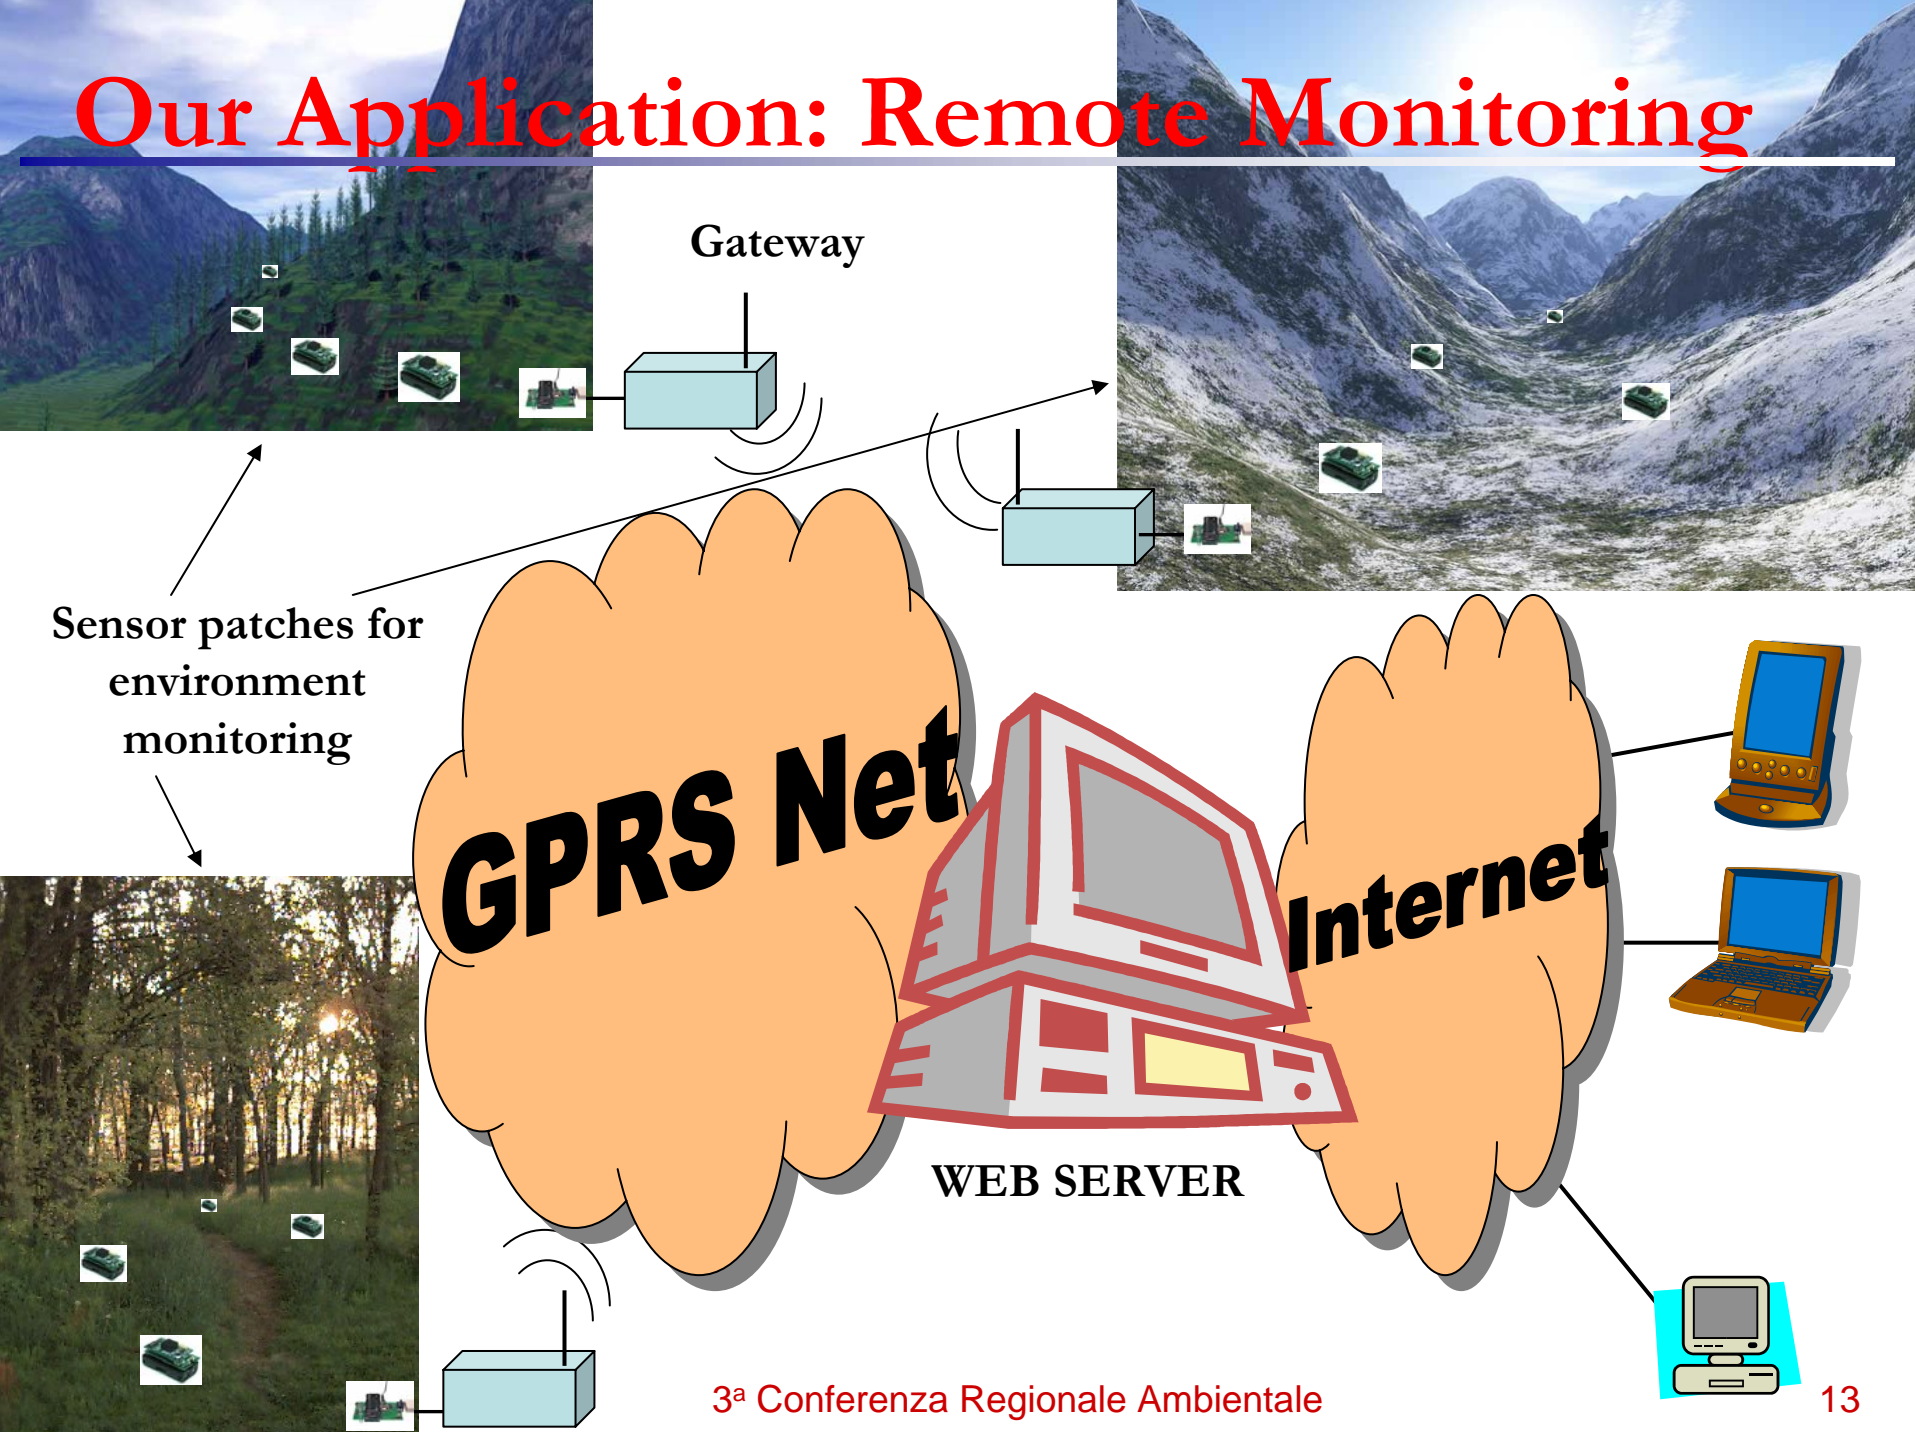 Our Application: Remote Monitoring
Gateway
Sensor patches for
environment
monitoring
GPRS Net
Internet
WEB SERVER
3ª Conferenza Regionale Ambientale
13